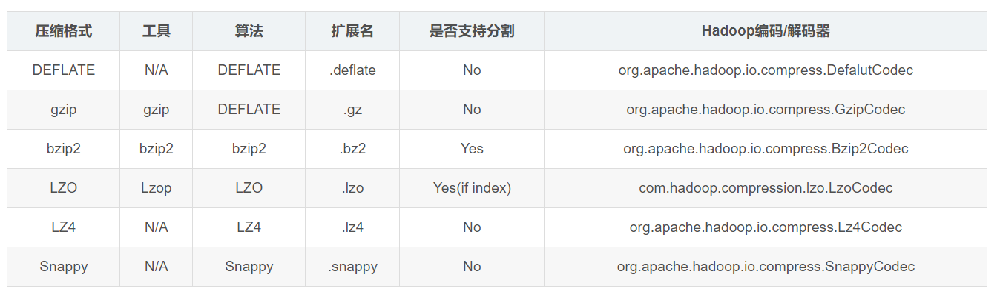 压缩格式 工具 算法 扩展名 是否支持分割 Hadoop编码/解码器
DEFLATE N/A DEFLATE .deflate No org.apache.hadoop.io.compress.DefalutCodec
gzip gzip DEFLATE .gz No org.apache.hadoop.io.compress.GzipCodec
bzip2 bzip2 bzip2 .bz2 Yes org.apache.hadoop.io.compress.Bzip2Codec
LZO Lzop LZO .lzo Yes(if index) com.hadoop.compression.lzo.LzoCodec
LZ4 N/A LZ4 .lz4 No org.apache.hadoop.io.compress.Lz4Codec
Snappy N/A Snappy .snappy No org.apache.hadoop.io.compress.SnappyCodec